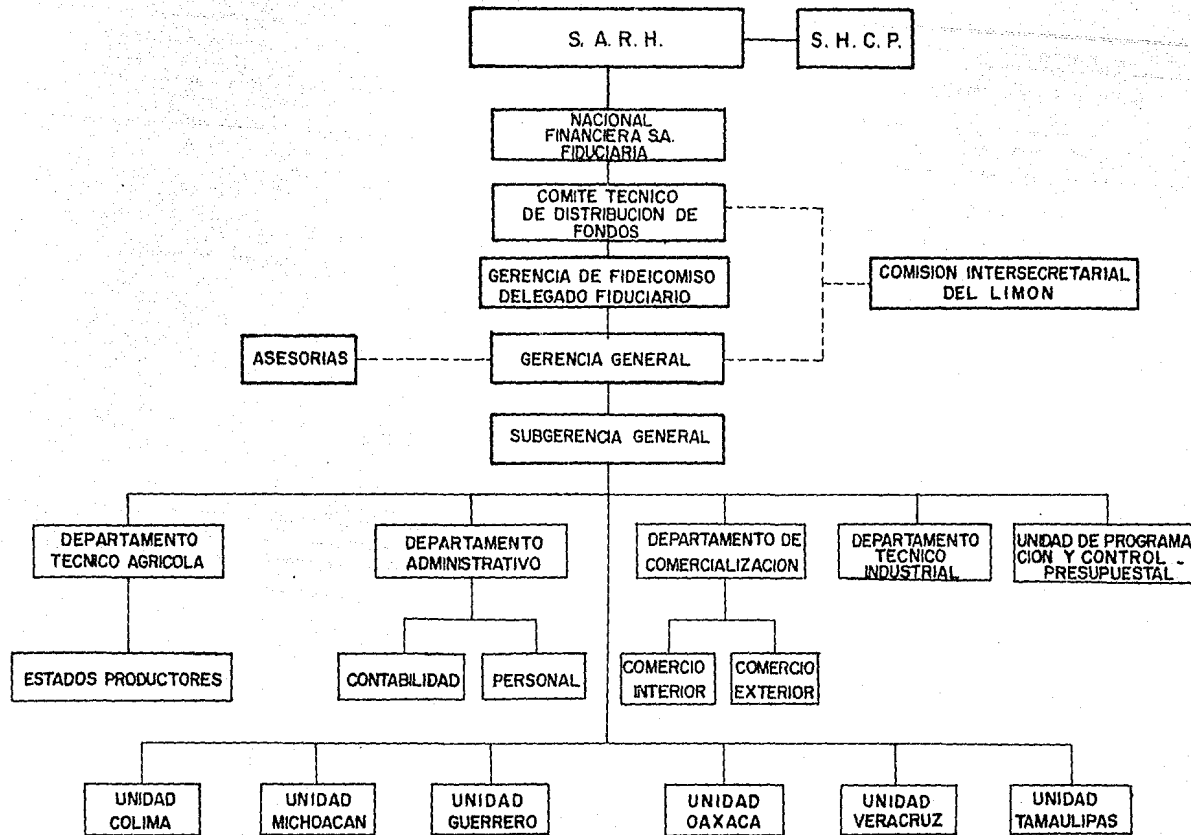 S. A. R. H.
S. H. C. P.
NACIONAL
FINANCIERA S.A.
FIDUCIARIA
COMITE TECNICO
DE DISTRIBUCION DE
FONDOS
GERENCIA DE FIDEICOMISO
DELEGADO FIDUCIARIO
COMISION INTERSECRETARIAL
DEL LIMON
ASESORIAS
GERENCIA GENERAL
SUBGERENCIA GENERAL
DEPARTAMENTO
TECNICO AGRICOLA
DEPARTAMENTO
ADMINISTRATIVO
DEPARTAMENTO DE
COMERCIALIZACION
DEPARTAMENTO
TECNICO
INDUSTRIAL
UNIDAD DE PROGRAMA
CION Y CONTROL -
PRESUPUESTAL
ESTADOS PRODUCTORES
CONTABILIDAD
PERSONAL
COMERCIO
INTERIOR
COMERCIO
EXTERIOR
UNIDAD
COLIMA
UNIDAD
MICHOACAN
UNIDAD
GUERRERO
UNIDAD
OAXACA
UNIDAD
VERACRUZ
UNIDAD
TAMAULIPAS